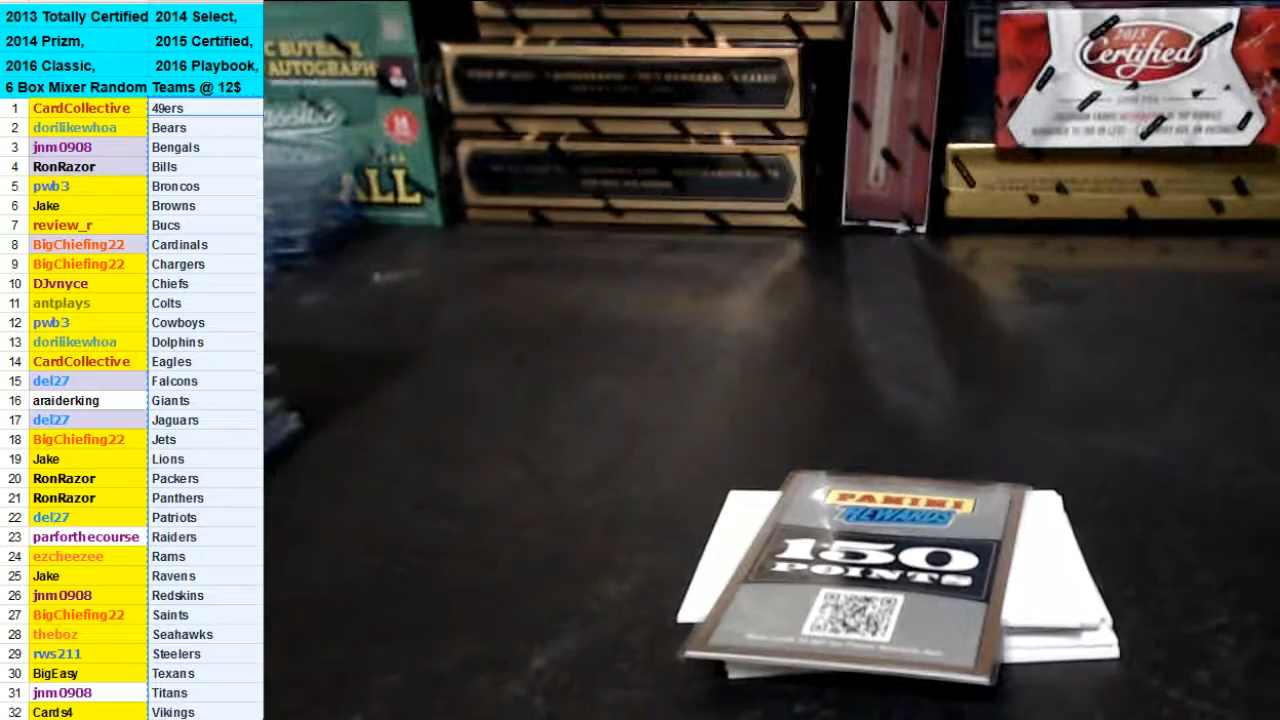 2013 Totally Certified 2014 Select,
2014 Prizm, 2015 Certified,
2016 Classic, 2016 Playbook,
6 Box Mixer Random Teams @ 12$
1 CardCollective 49ers
2 dorilikewhoa Bears
3 jnm0908 Bengals
4 RonRazor Bills
5 pwb3 Broncos
6 Jake Browns
7 review_r Bucs
8 BigChiefing22 Cardinals
9 BigChiefing22 Chargers
10 DJvnyce Chiefs
11 antplays Colts
12 pwb3 Cowboys
13 dorilikewhoa Dolphins
14 CardCollective Eagles
15 del27 Falcons
16 araiderking Giants
17 del27 Jaguars
18 BigChiefing22 Jets
19 Jake Lions
20 RonRazor Packers
21 RonRazor Panthers
22 del27 Patriots
23 parforthecourse Raiders
24 ezcheezee Rams
25 Jake Ravens
26 jnm0908 Redskins
27 BigChiefing22 Saints
28 theboz Seahawks
29 rws211 Steelers
30 BigEasy Texans
31 jnm0908 Titans
32 Cards4 Vikings
AUTOGRAPH
2015
Certified
PANINI
REWARDS
150
POINTS